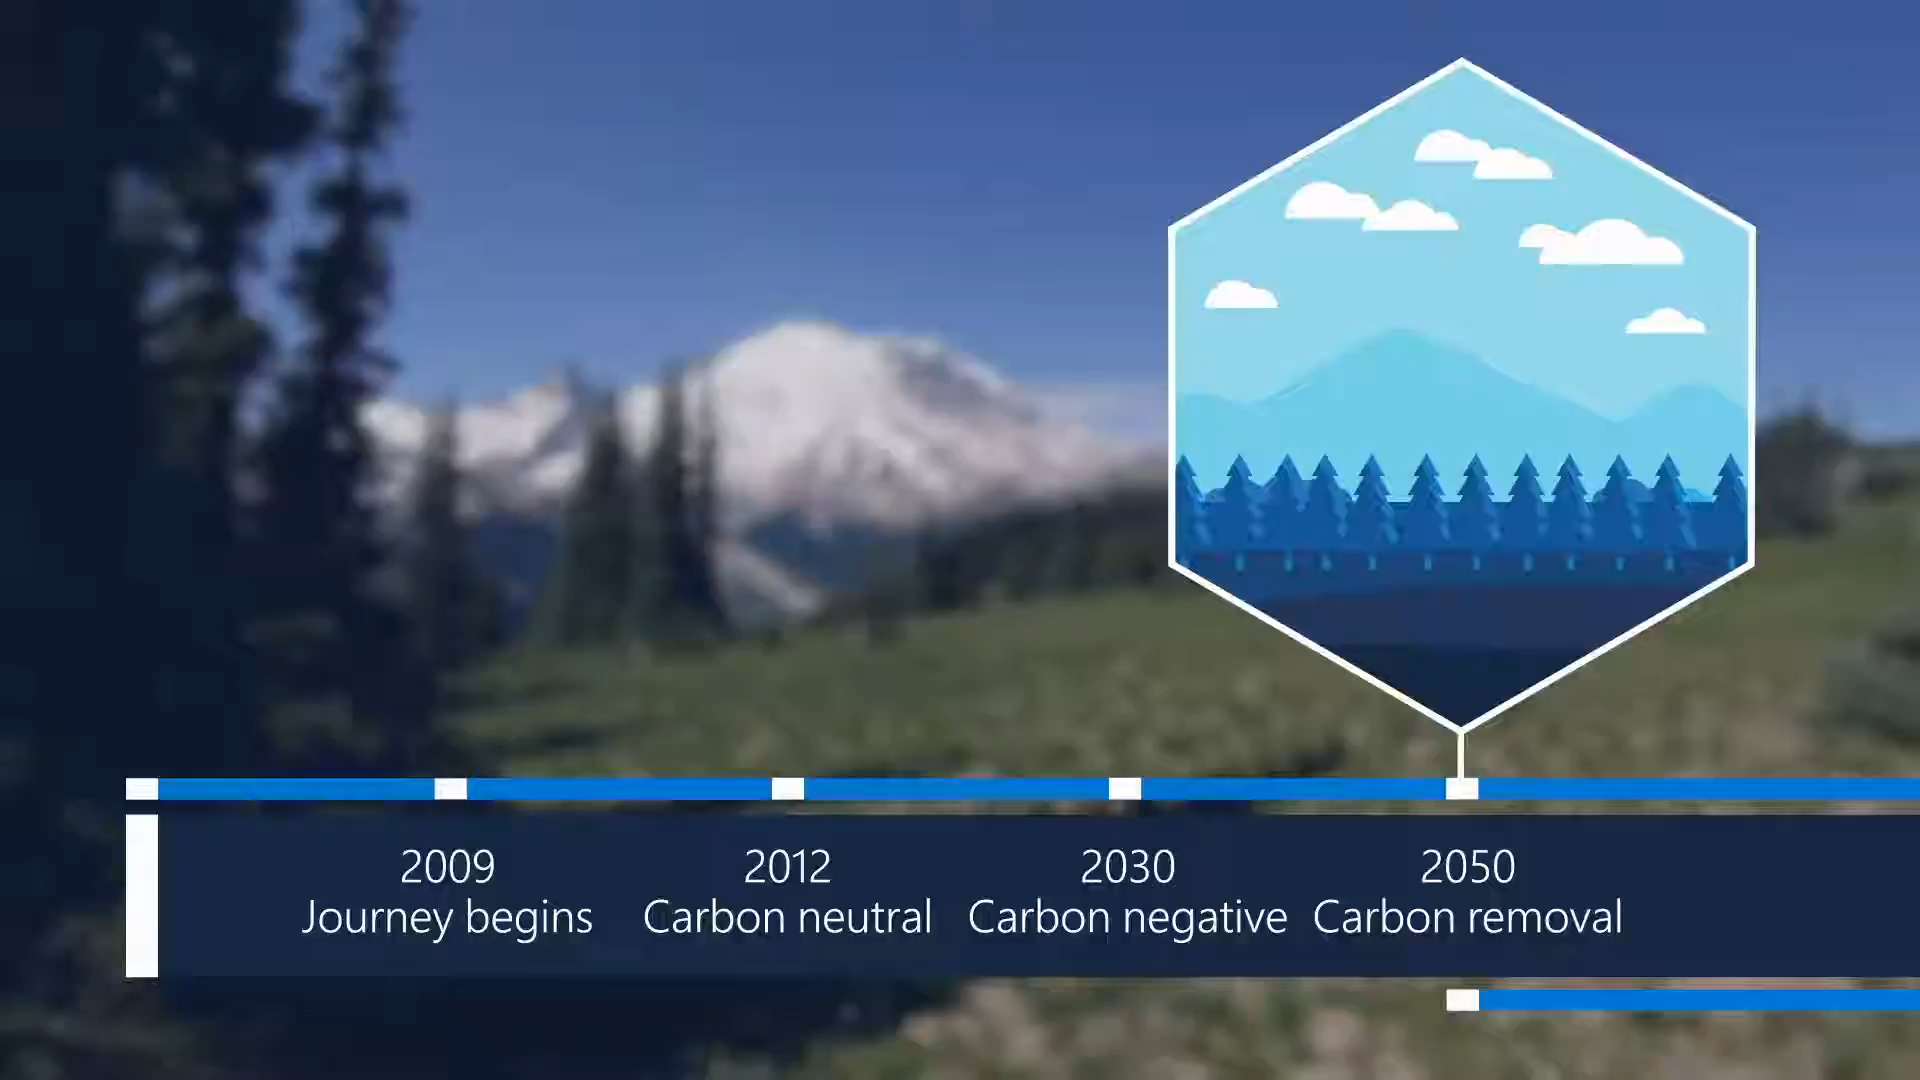 2009
Journey begins
2012
Carbon neutral
2030
Carbon negative
2050
Carbon removal